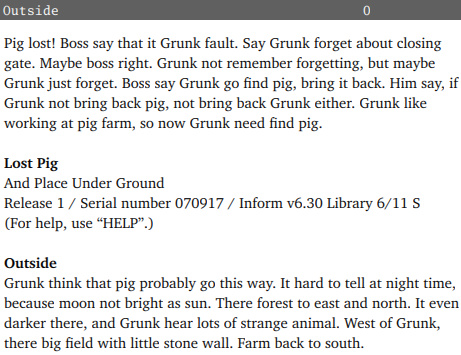 Outside 0
Pig lost! Boss say that it Grunk fault. Say Grunk forget about closing
gate. Maybe boss right. Grunk not remember forgetting, but maybe
Grunk just forget. Boss say Grunk go find pig, bring it back. Him say, if
Grunk not bring back pig, not bring back Grunk either. Grunk like
working at pig farm, so now Grunk need find pig.
Lost Pig
And Place Under Ground
Release 1 / Serial number 070917 / Inform v6.30 Library 6/11 S
(For help, use “HELP”.)
Outside
Grunk think that pig probably go this way. It hard to tell at night time,
because moon not bright as sun. There forest to east and north. It even
darker there, and Grunk hear lots of strange animal. West of Grunk,
there big field with little stone wall. Farm back to south.